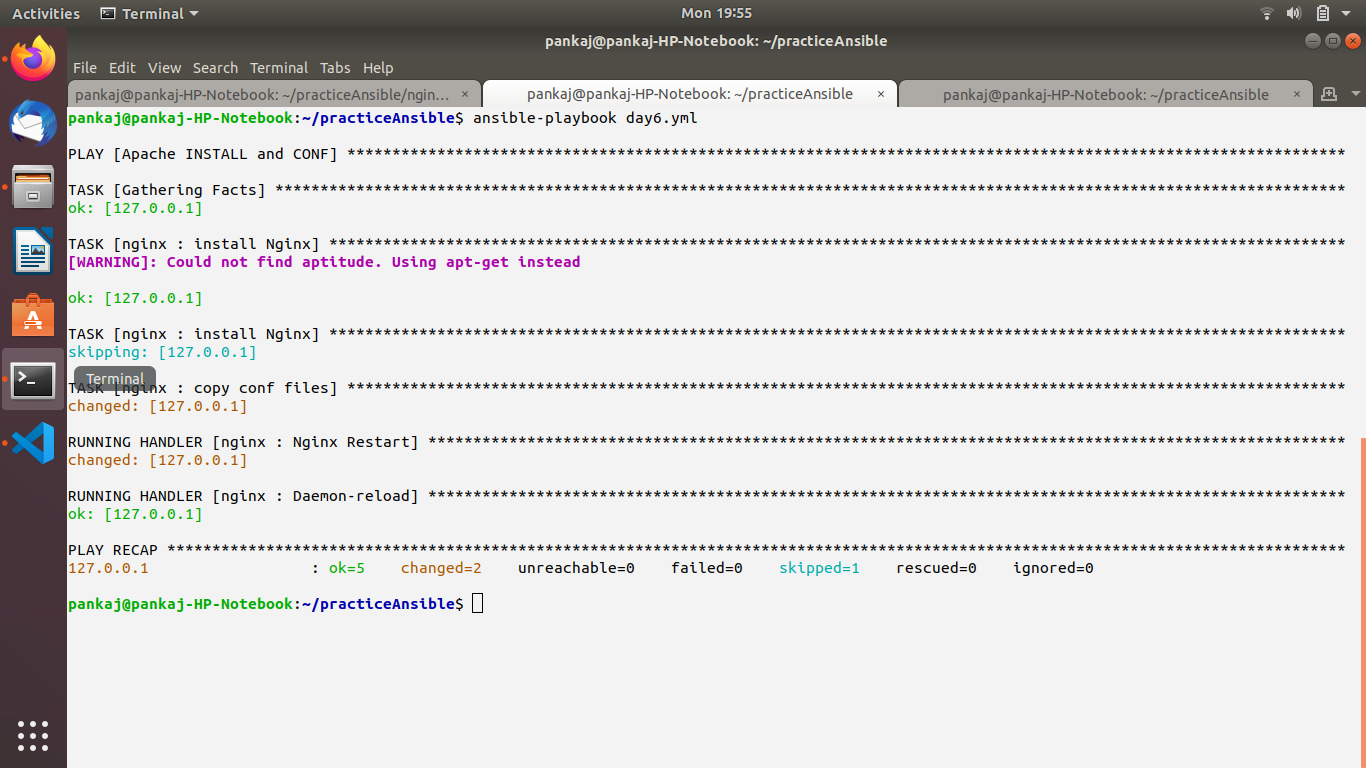 Activities Terminal Mon 19:55
pankaj@pankaj-HP-Notebook: ~/practiceAnsible
File Edit View Search Terminal Tabs Help
pankaj@pankaj-HP-Notebook: ~/practiceAnsible/ngin... × pankaj@pankaj-HP-Notebook: ~/practiceAnsible × pankaj@pankaj-HP-Notebook: ~/practiceAnsible ×
pankaj@pankaj-HP-Notebook:~/practiceAnsible$ ansible-playbook day6.yml
PLAY [Apache INSTALL and CONF] ***************************************************************************************************************
TASK [Gathering Facts] ***********************************************************************************************************************
ok: [127.0.0.1]
TASK [nginx : install Nginx] *****************************************************************************************************************
[WARNING]: Could not find aptitude. Using apt-get instead
ok: [127.0.0.1]
TASK [nginx : install Nginx] *****************************************************************************************************************
skipping: [127.0.0.1]
Terminal
TASK [nginx : copy conf files] ***************************************************************************************************************
changed: [127.0.0.1]
RUNNING HANDLER [nginx : Nginx Restart] ******************************************************************************************************
changed: [127.0.0.1]
RUNNING HANDLER [nginx : Daemon-reload] ******************************************************************************************************
ok: [127.0.0.1]
PLAY RECAP ***********************************************************************************************************************************
127.0.0.1 : ok=5 changed=2 unreachable=0 failed=0 skipped=1 rescued=0 ignored=0
pankaj@pankaj-HP-Notebook:~/practiceAnsible$